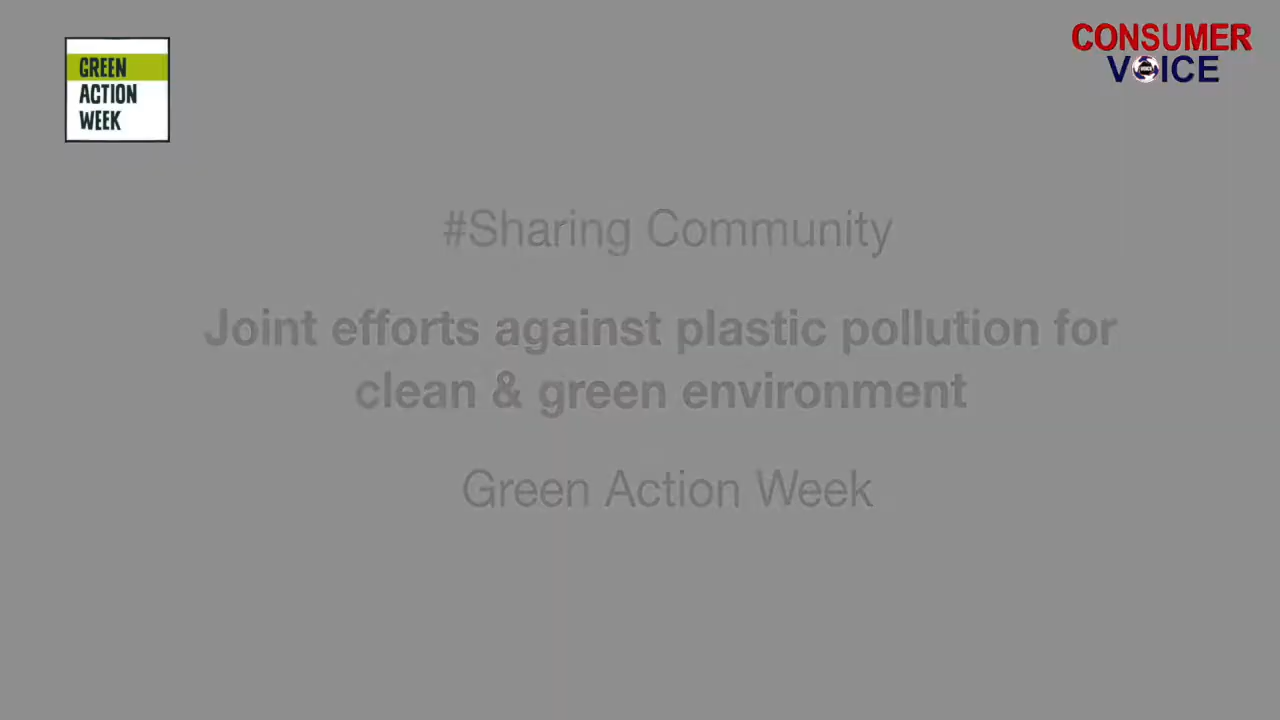 GREEN
ACTION
WEEK
CONSUMER
VOICE
#Sharing Community
Joint efforts against plastic pollution for
clean & green environment
Green Action Week